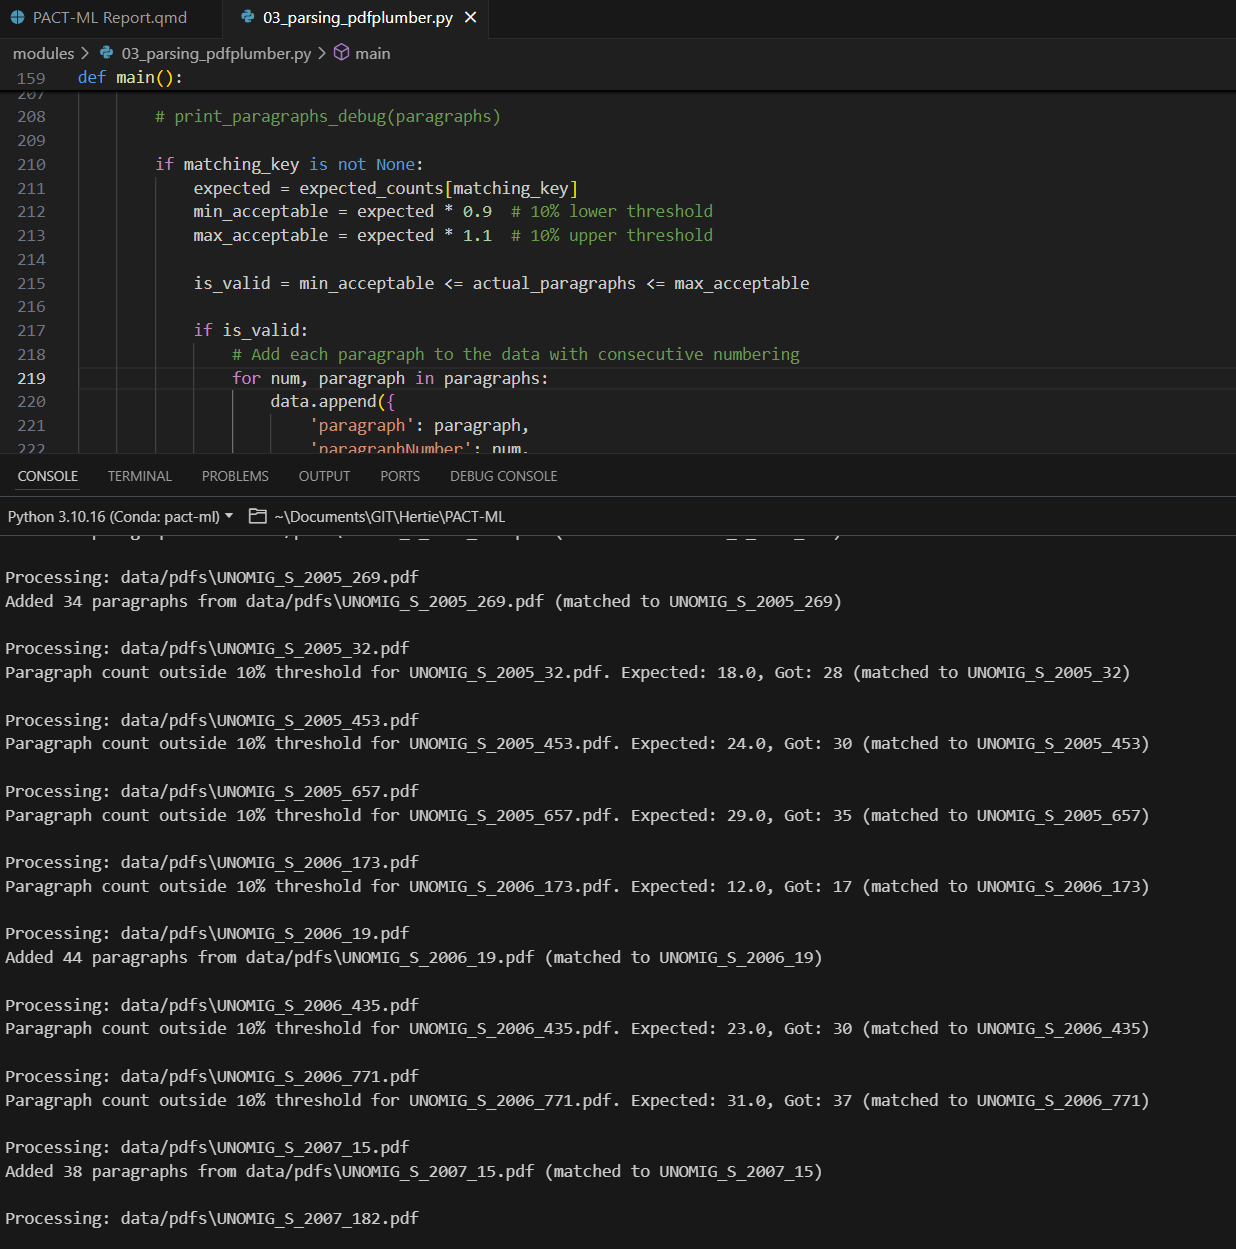 PACT-ML Report.qmd
03_parsing_pdfplumber.py
modules > 03_parsing_pdfplumber.py > main
159 def main():
207
208 # print_paragraphs_debug(paragraphs)
209
210 if matching_key is not None:
211 expected = expected_counts[matching_key]
212 min_acceptable = expected * 0.9 # 10% lower threshold
213 max_acceptable = expected * 1.1 # 10% upper threshold
214
215 is_valid = min_acceptable <= actual_paragraphs <= max_acceptable
216
217 if is_valid:
218 # Add each paragraph to the data with consecutive numbering
219 for num, paragraph in paragraphs:
220 data.append({
221 'paragraph': paragraph,
222 'paragraphNumber': num,
CONSOLE TERMINAL PROBLEMS OUTPUT PORTS DEBUG CONSOLE
Python 3.10.16 (Conda: pact-ml) ~\Documents\GIT\Hertie\PACT-ML
Processing: data/pdfs\UNOMIG_S_2005_269.pdf
Added 34 paragraphs from data/pdfs\UNOMIG_S_2005_269.pdf (matched to UNOMIG_S_2005_269)
Processing: data/pdfs\UNOMIG_S_2005_32.pdf
Paragraph count outside 10% threshold for UNOMIG_S_2005_32.pdf. Expected: 18.0, Got: 28 (matched to UNOMIG_S_2005_32)
Processing: data/pdfs\UNOMIG_S_2005_453.pdf
Paragraph count outside 10% threshold for UNOMIG_S_2005_453.pdf. Expected: 24.0, Got: 30 (matched to UNOMIG_S_2005_453)
Processing: data/pdfs\UNOMIG_S_2005_657.pdf
Paragraph count outside 10% threshold for UNOMIG_S_2005_657.pdf. Expected: 29.0, Got: 35 (matched to UNOMIG_S_2005_657)
Processing: data/pdfs\UNOMIG_S_2006_173.pdf
Paragraph count outside 10% threshold for UNOMIG_S_2006_173.pdf. Expected: 12.0, Got: 17 (matched to UNOMIG_S_2006_173)
Processing: data/pdfs\UNOMIG_S_2006_19.pdf
Added 44 paragraphs from data/pdfs\UNOMIG_S_2006_19.pdf (matched to UNOMIG_S_2006_19)
Processing: data/pdfs\UNOMIG_S_2006_435.pdf
Paragraph count outside 10% threshold for UNOMIG_S_2006_435.pdf. Expected: 23.0, Got: 30 (matched to UNOMIG_S_2006_435)
Processing: data/pdfs\UNOMIG_S_2006_771.pdf
Paragraph count outside 10% threshold for UNOMIG_S_2006_771.pdf. Expected: 31.0, Got: 37 (matched to UNOMIG_S_2006_771)
Processing: data/pdfs\UNOMIG_S_2007_15.pdf
Added 38 paragraphs from data/pdfs\UNOMIG_S_2007_15.pdf (matched to UNOMIG_S_2007_15)
Processing: data/pdfs\UNOMIG_S_2007_182.pdf